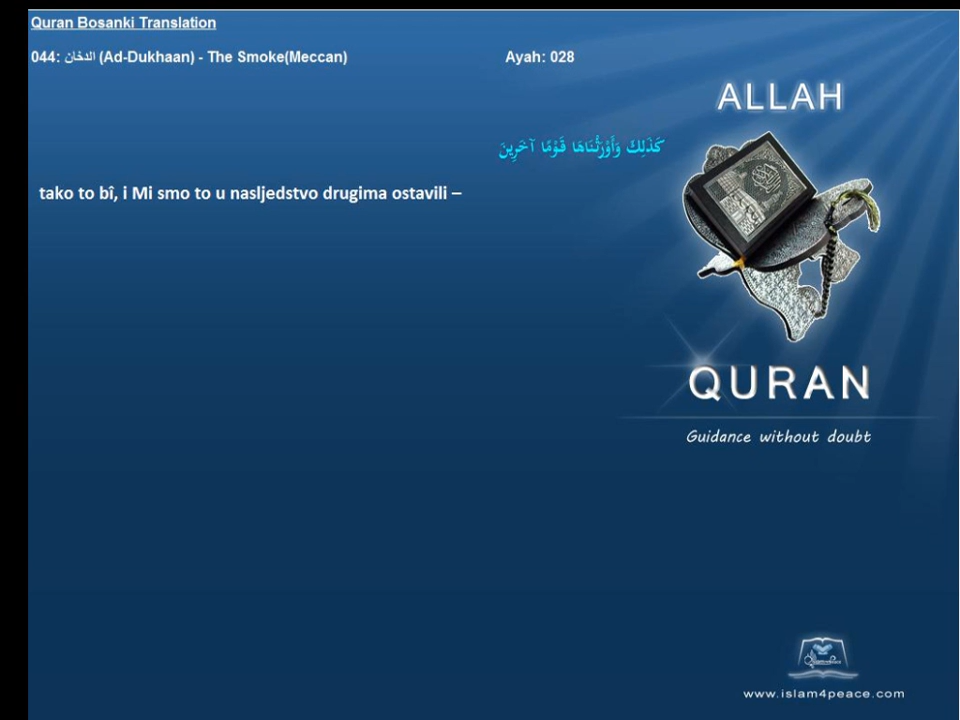 Quran Bosanki Translation
044: الدخان (Ad-Dukhaan) - The Smoke(Meccan) Ayah: 028
ALLAH
كَذَٰلِكَ وَأَوْرَثْنَاهَا قَوْمًا آخَرِينَ
tako to bî, i Mi smo to u nasljedstvo drugima ostavili –
QURAN
Guidance without doubt
www.islam4peace.com